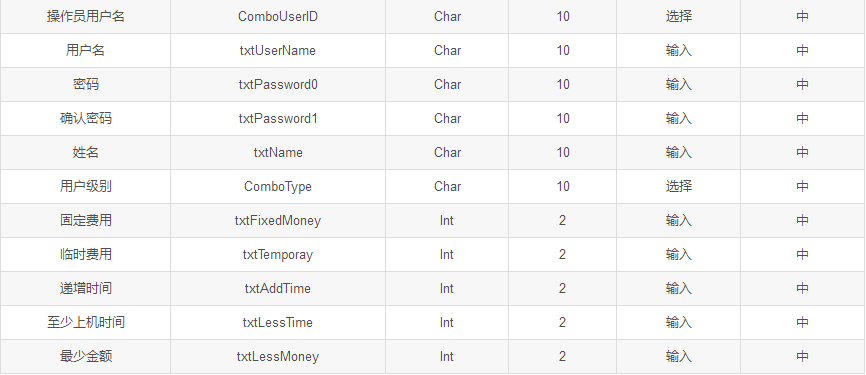 操作员用户名 ComboUserID Char 10 选择 中
用户名 txtUserName Char 10 输入 中
密码 txtPassword0 Char 10 输入 中
确认密码 txtPassword1 Char 10 输入 中
姓名 txtName Char 10 输入 中
用户级别 ComboType Char 10 选择 中
固定费用 txtFixedMoney Int 2 输入 中
临时费用 txtTemporay Int 2 输入 中
递增时间 txtAddTime Int 2 输入 中
至少上机时间 txtLessTime Int 2 输入 中
最少金额 txtLessMoney Int 2 输入 中